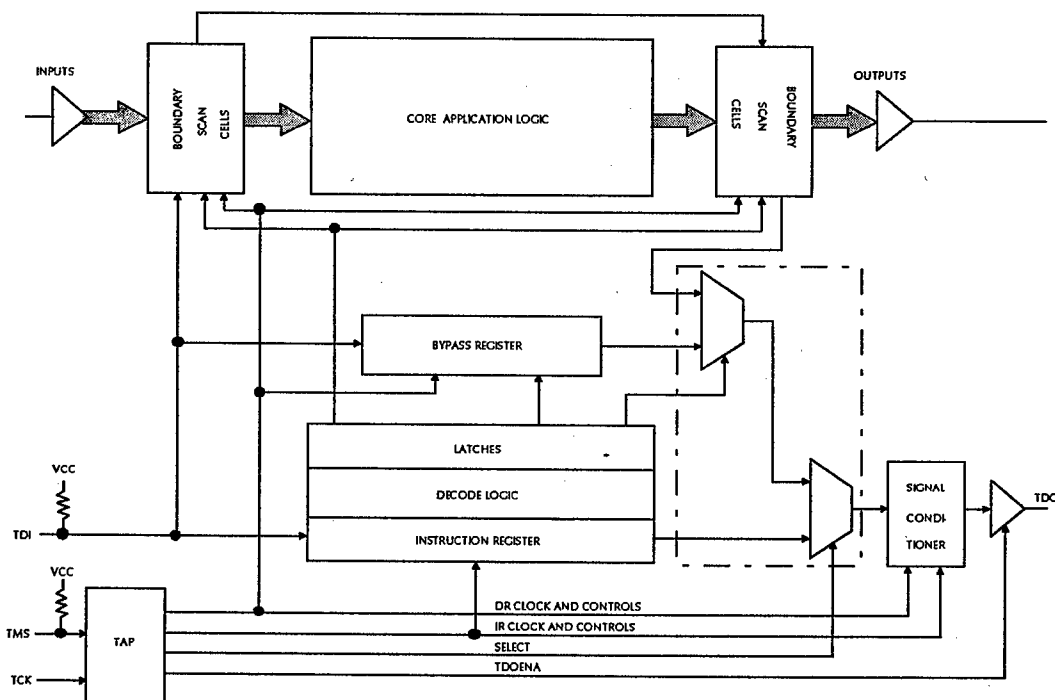 INPUTS
BOUNDARY
SCAN
CELLS
CORE APPLICATION LOGIC
BOUNDARY
SCAN
CELLS
OUTPUTS
BYPASS REGISTER
LATCHES
DECODE LOGIC
INSTRUCTION REGISTER
VCC
TDI
VCC
TMS
TCK
TAP
DR CLOCK AND CONTROLS
IR CLOCK AND CONTROLS
SELECT
TDOENA
SIGNAL
CONDI-
TIONER
TDO